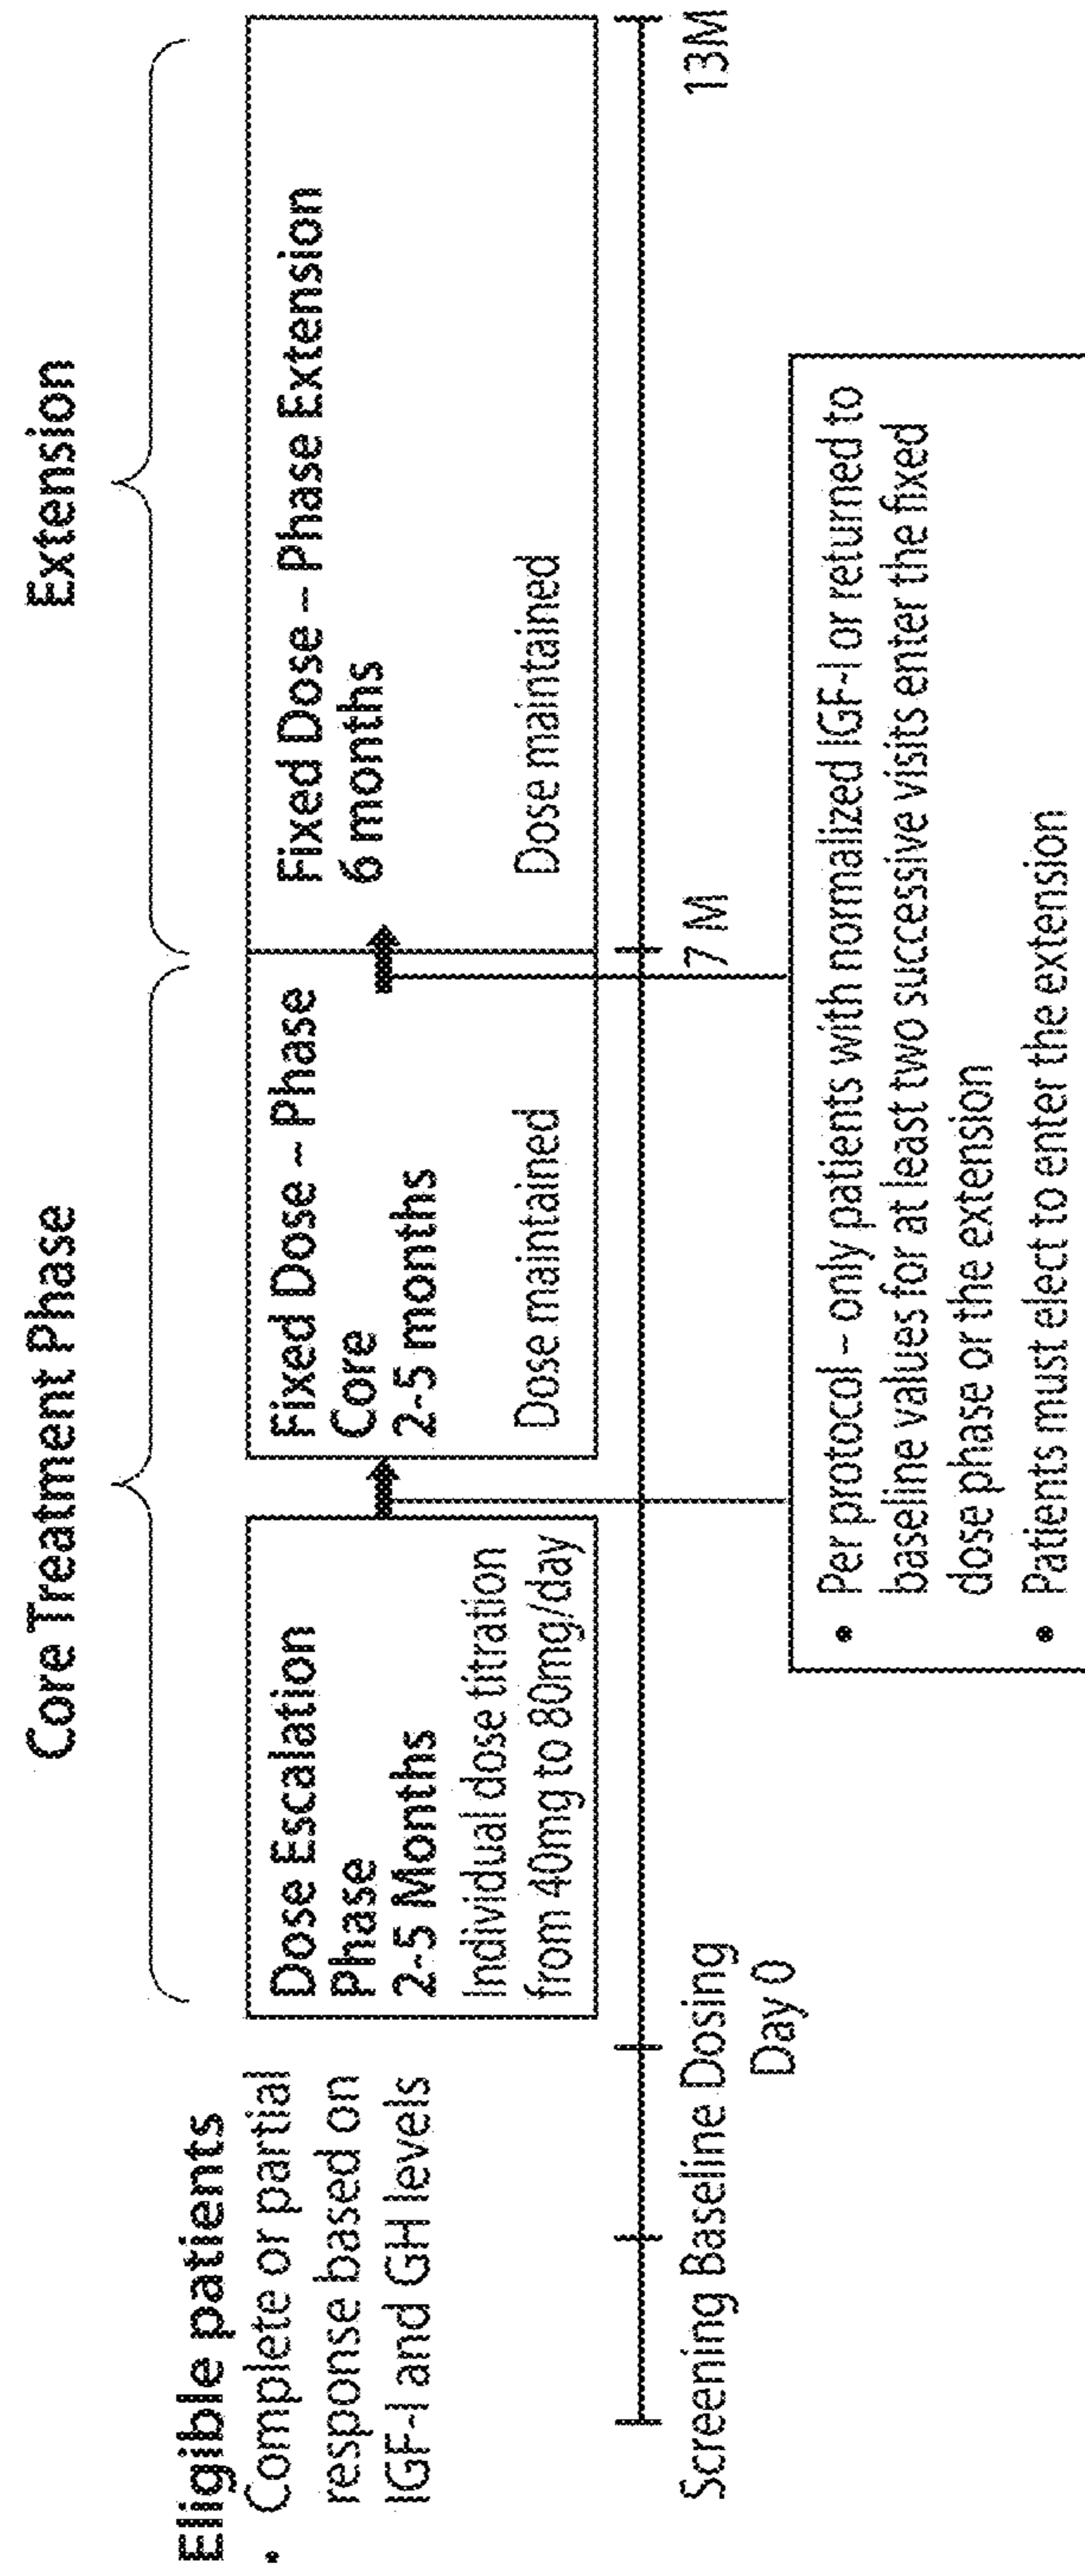 Core Treatment Phase
Extension
Eligible patients
• Complete or partial
response based on
IGF-I and GH levels
Dose Escalation
Phase
2-5 Months
Individual dose titration
from 40mg to 80mg/day
Fixed Dose – Phase
Core
2-5 months
Dose maintained
Fixed Dose – Phase Extension
6 months
Dose maintained
Screening Baseline Dosing
Day 0
7 M
13M
• Per protocol – only patients with normalized IGF-I or returned to
baseline values for at least two successive visits enter the fixed
dose phase or the extension
• Patients must elect to enter the extension